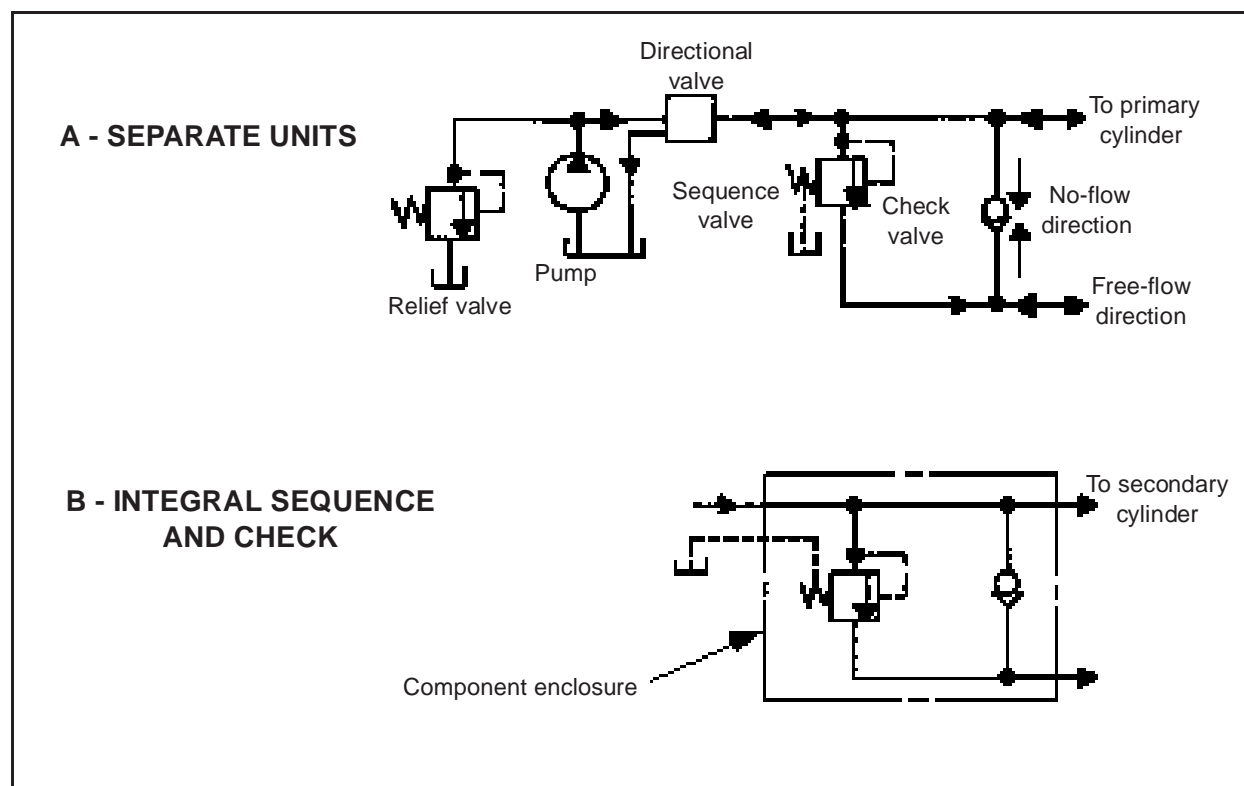 Directional
valve
A - SEPARATE UNITS
To primary
cylinder
Sequence
valve
Check
valve
No-flow
direction
Pump
Relief valve
Free-flow
direction
B - INTEGRAL SEQUENCE
AND CHECK
To secondary
cylinder
Component enclosure